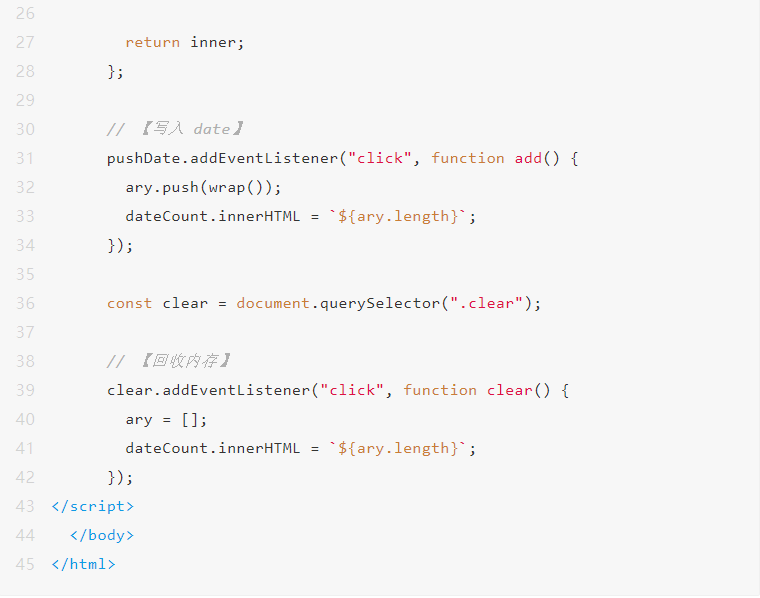 26
27 return inner;
28 };
29
30 // 【写入 date】
31 pushDate.addEventListener("click", function add() {
32 ary.push(wrap());
33 dateCount.innerHTML = `${ary.length}`;
34 });
35
36 const clear = document.querySelector(".clear");
37
38 // 【回收内存】
39 clear.addEventListener("click", function clear() {
40 ary = [];
41 dateCount.innerHTML = `${ary.length}`;
42 });
43 </script>
44 </body>
45 </html>